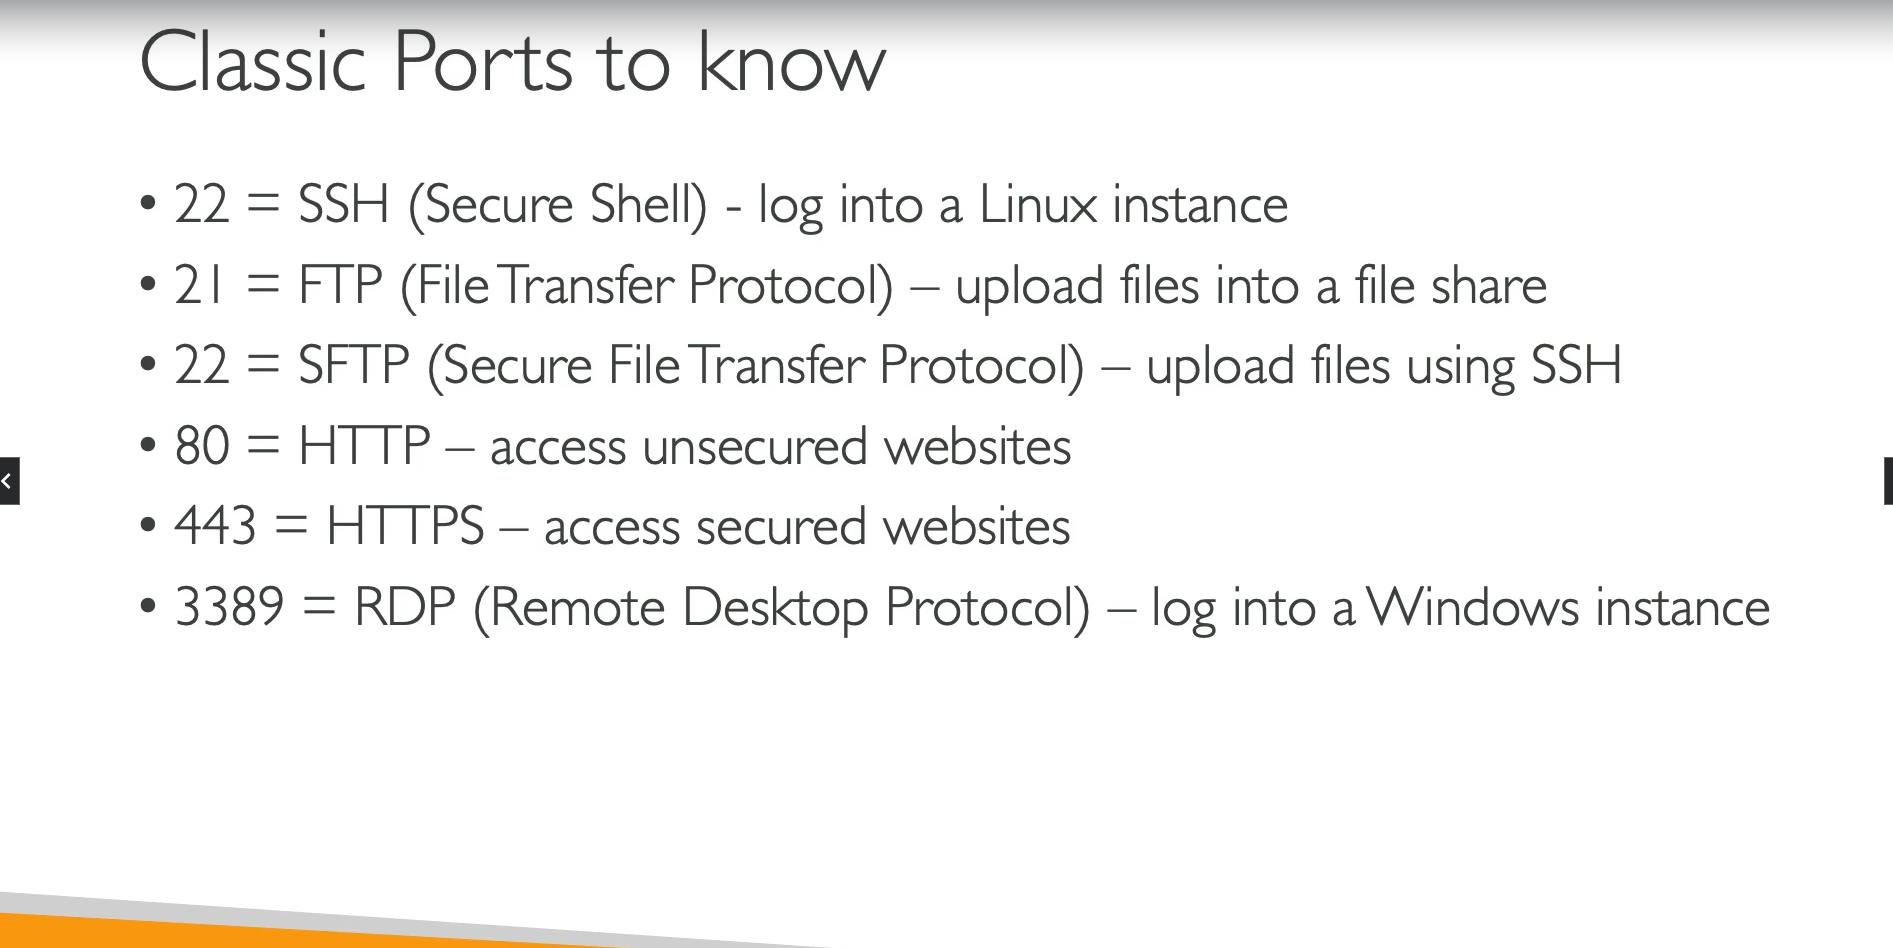 Classic Ports to know
• 22 = SSH (Secure Shell) - log into a Linux instance
• 21 = FTP (File Transfer Protocol) – upload files into a file share
• 22 = SFTP (Secure File Transfer Protocol) – upload files using SSH
• 80 = HTTP – access unsecured websites
• 443 = HTTPS – access secured websites
• 3389 = RDP (Remote Desktop Protocol) – log into a Windows instance